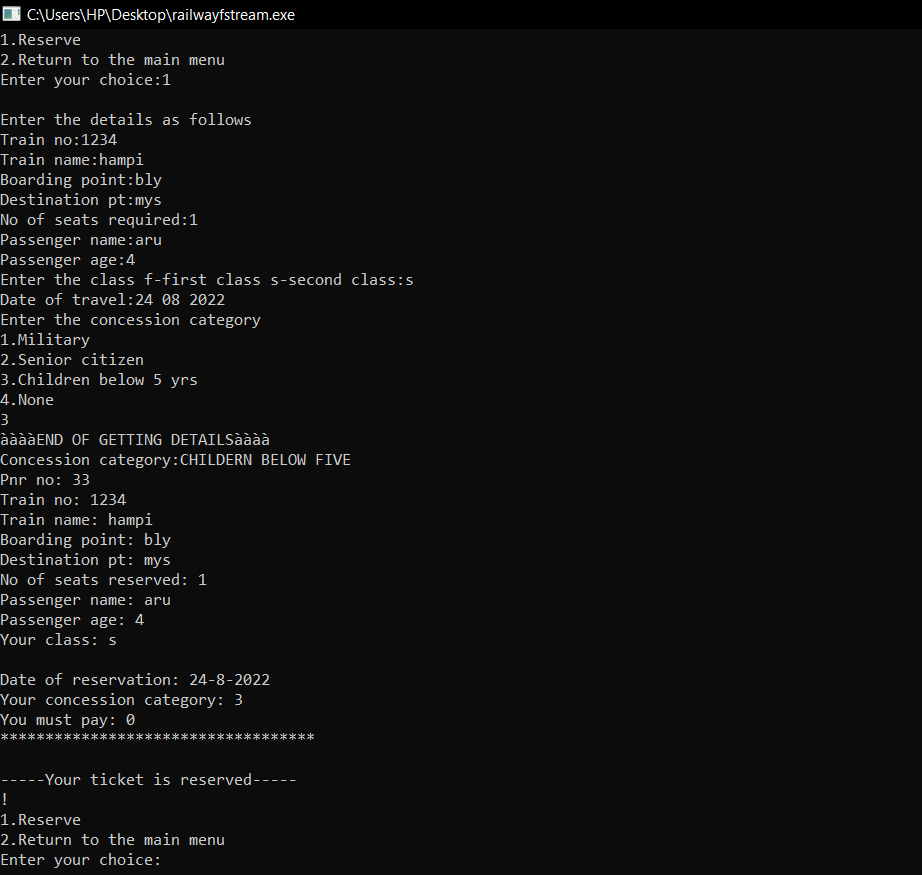 C:\Users\HP\Desktop\railwayfstream.exe
1.Reserve
2.Return to the main menu
Enter your choice:1
Enter the details as follows
Train no:1234
Train name:hampi
Boarding point:bly
Destination pt:mys
No of seats required:1
Passenger name:aru
Passenger age:4
Enter the class f-first class s-second class:s
Date of travel:24 08 2022
Enter the concession category
1.Military
2.Senior citizen
3.Children below 5 yrs
4.None
3
ààààEND OF GETTING DETAILSàààà
Concession category:CHILDERN BELOW FIVE
Pnr no: 33
Train no: 1234
Train name: hampi
Boarding point: bly
Destination pt: mys
No of seats reserved: 1
Passenger name: aru
Passenger age: 4
Your class: s
Date of reservation: 24-8-2022
Your concession category: 3
You must pay: 0
***********************************
-----Your ticket is reserved-----
!
1.Reserve
2.Return to the main menu
Enter your choice: